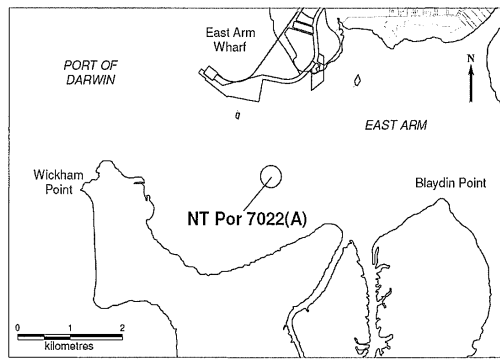 East Arm
Wharf
PORT OF
DARWIN
N
EAST ARM
Wickham
Point
Blaydin Point
NT Por 7022(A)
0 1 2
kilometres